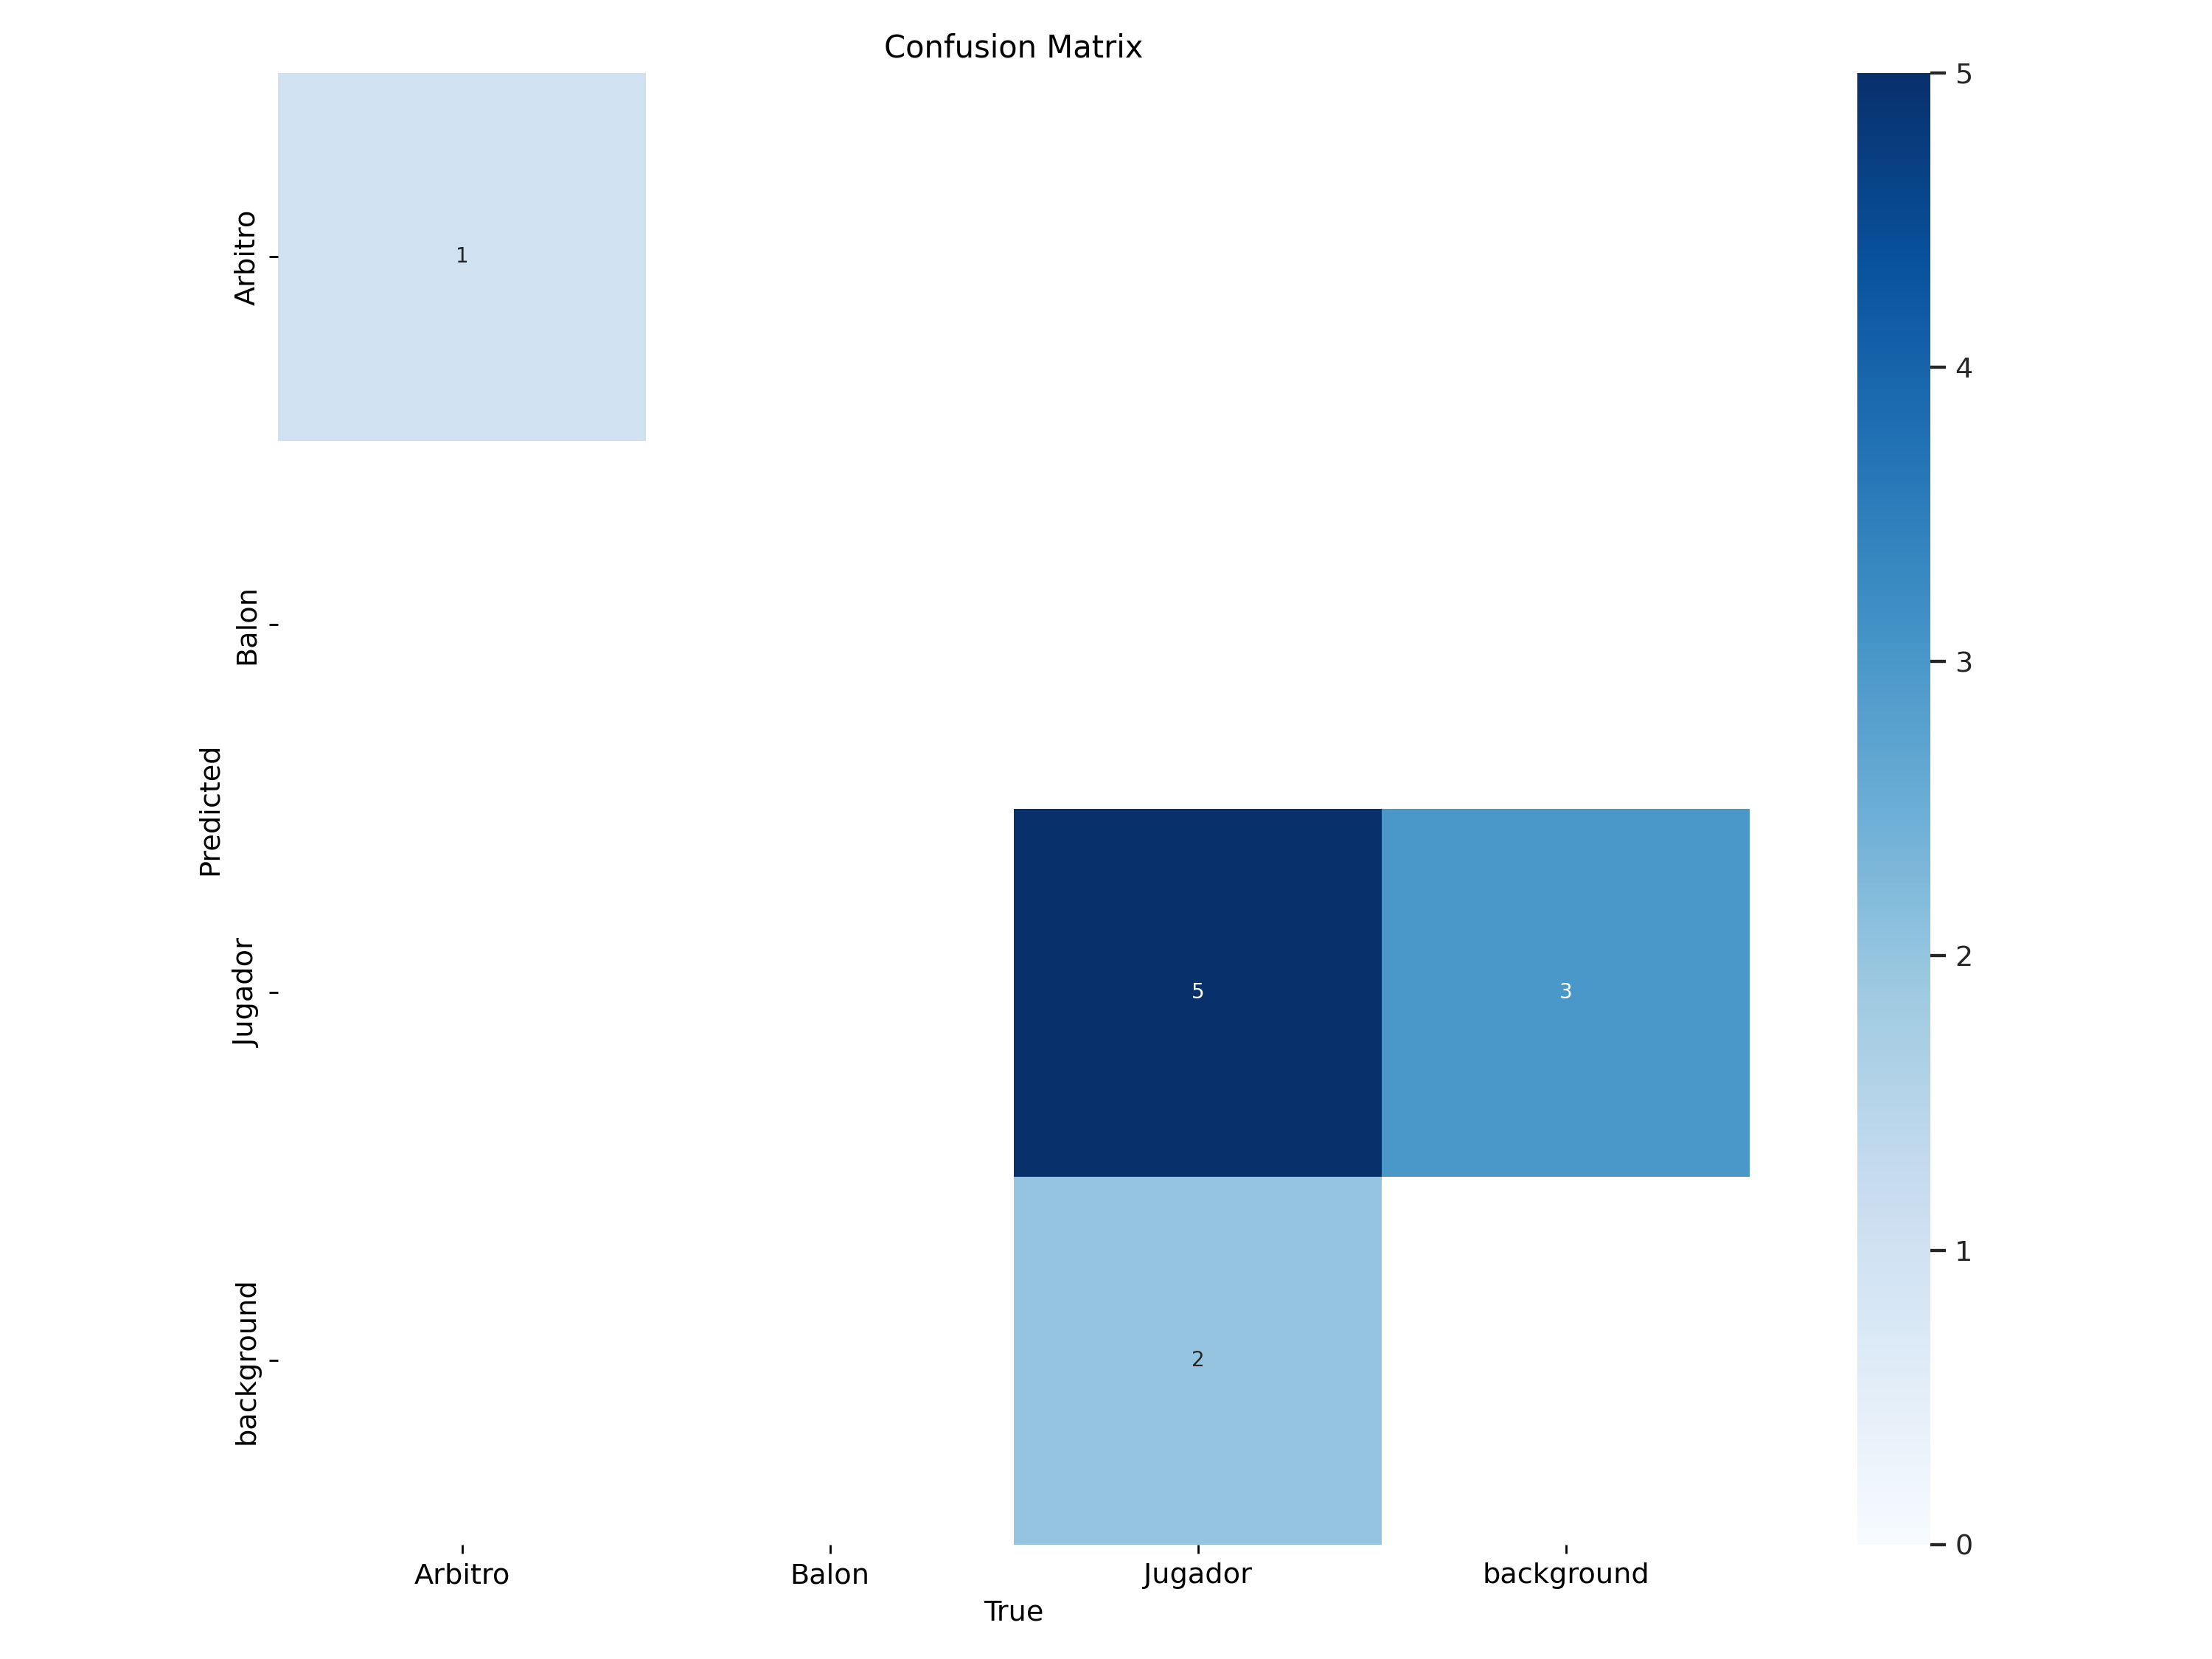 Confusion Matrix
5
4
3
2
1
0
Predicted
Arbitro
Balon
Jugador
background
1
5 3
2
Arbitro Balon Jugador background
True